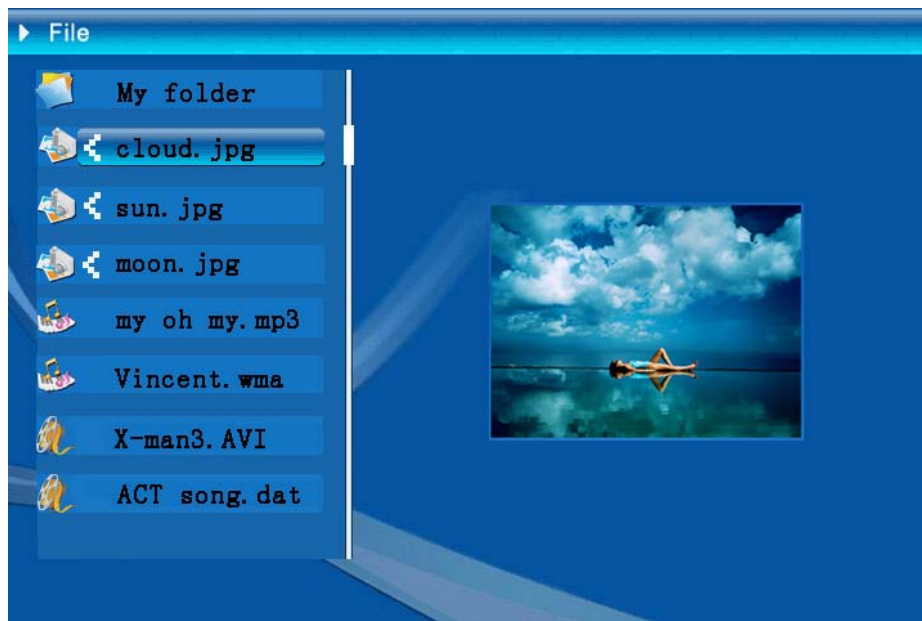 File
My folder
cloud.jpg
sun.jpg
moon.jpg
my oh my.mp3
Vincent.wma
X-man3.AVI
ACT song.dat